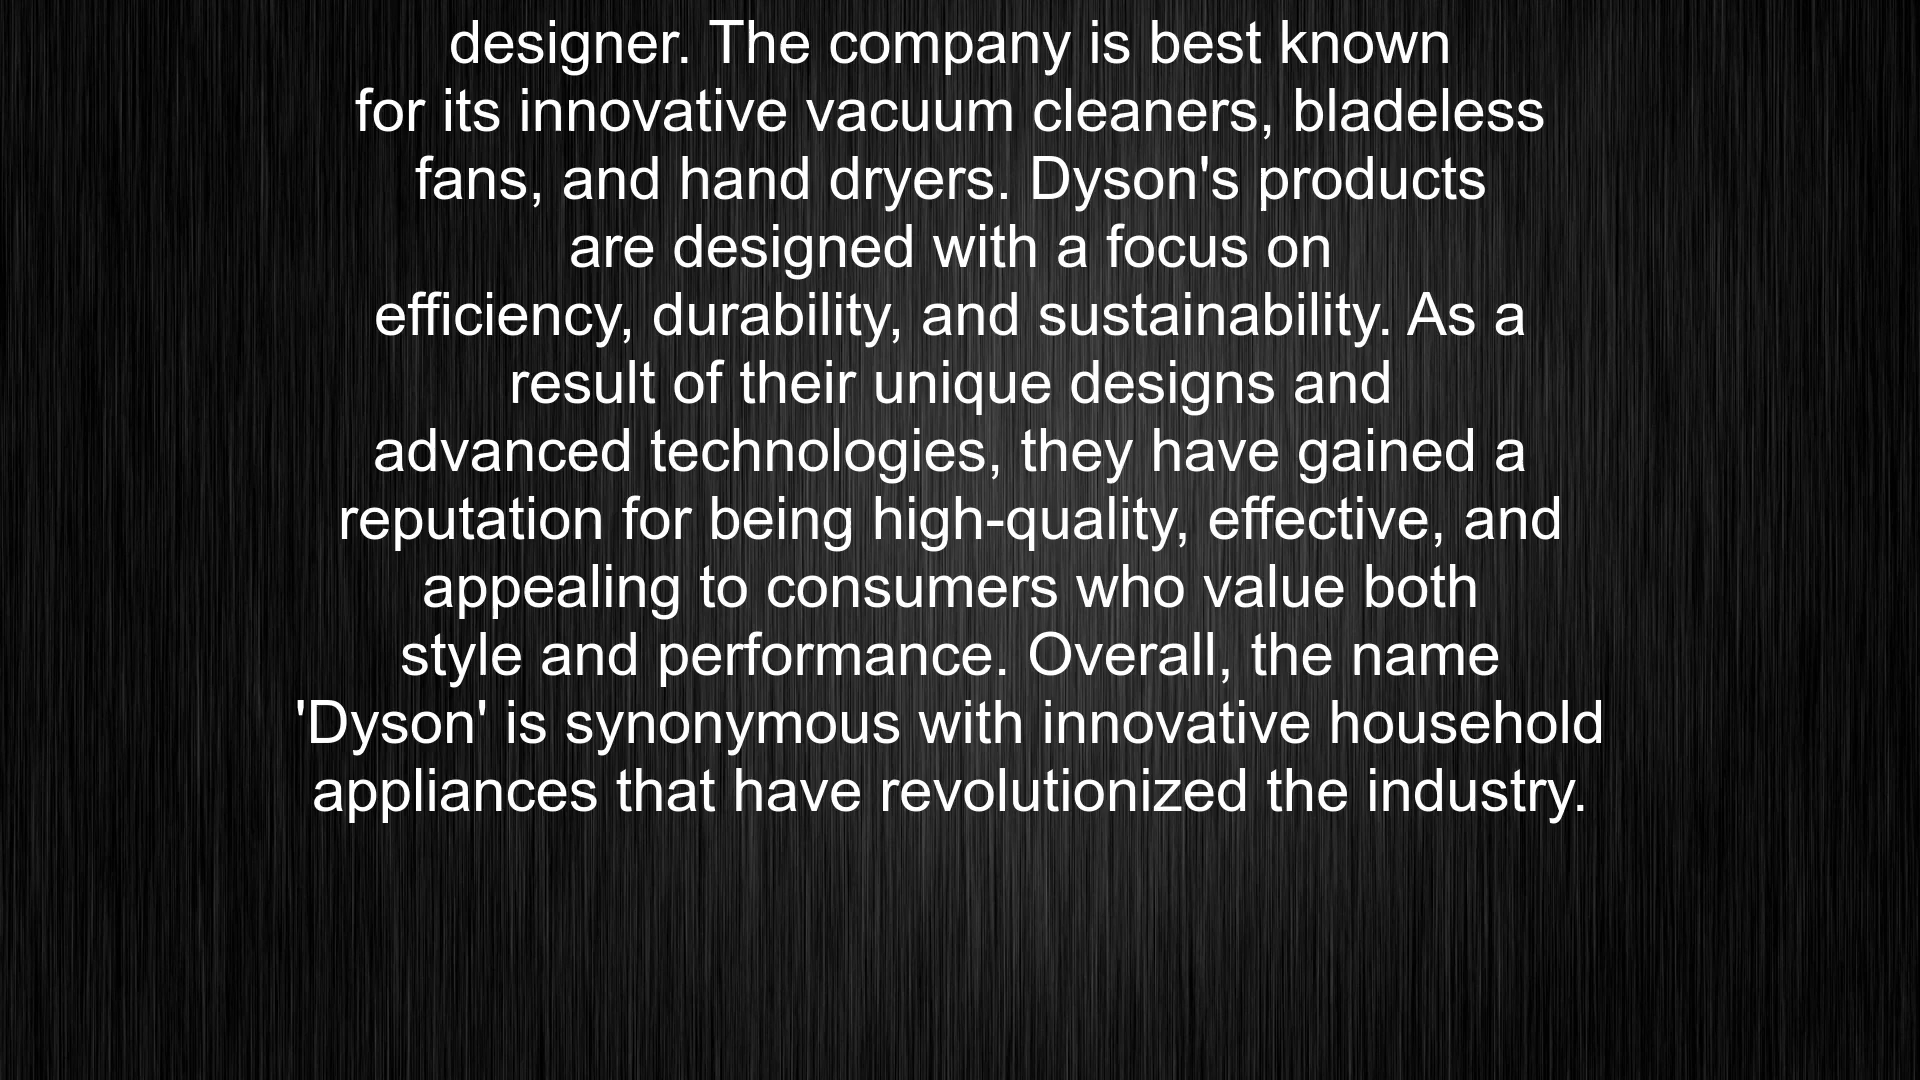 designer. The company is best known
for its innovative vacuum cleaners, bladeless
fans, and hand dryers. Dyson's products
are designed with a focus on
efficiency, durability, and sustainability. As a
result of their unique designs and
advanced technologies, they have gained a
reputation for being high-quality, effective, and
appealing to consumers who value both
style and performance. Overall, the name
'Dyson' is synonymous with innovative household
appliances that have revolutionized the industry.